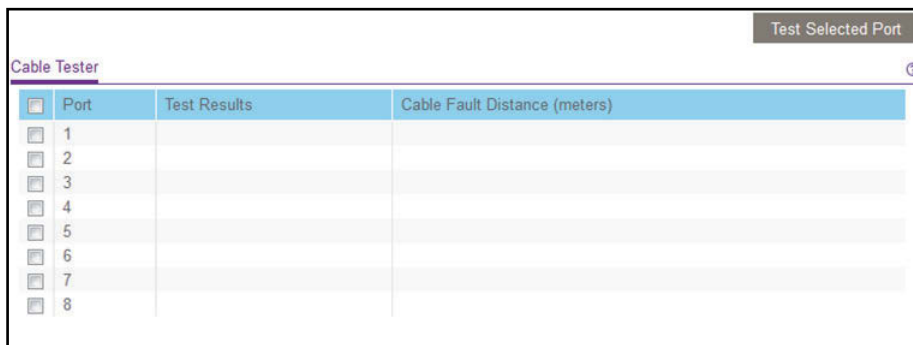 Test Selected Port
Cable Tester
Port Test Results Cable Fault Distance (meters)
1
2
3
4
5
6
7
8